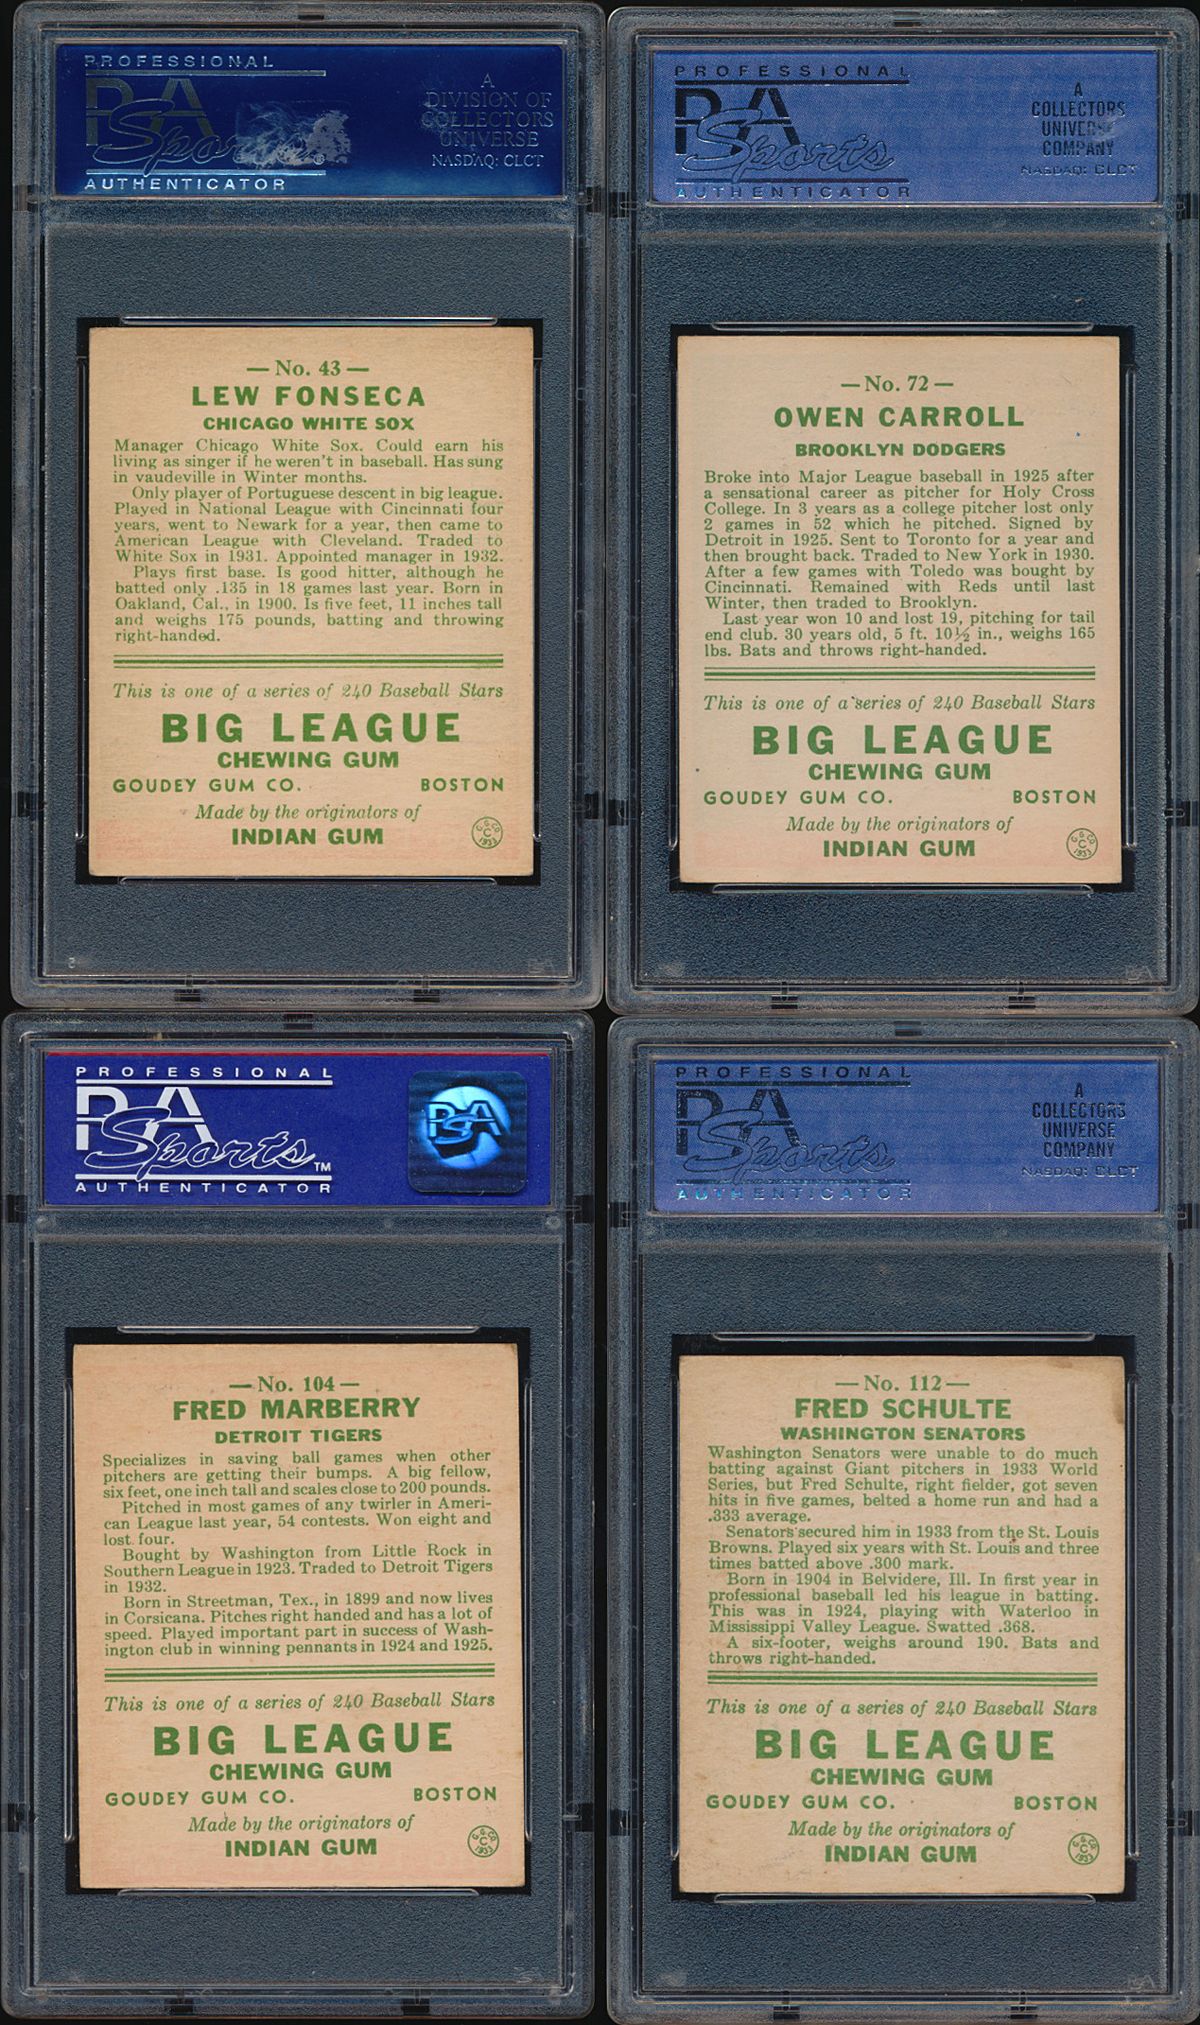 PROFESSIONAL
PSA
Sports
AUTHENTICATOR
A
DIVISION OF
COLLECTORS
UNIVERSE
NASDAQ: CLCT
— No. 43 —
LEW FONSECA
CHICAGO WHITE SOX
Manager Chicago White Sox. Could earn his
living as singer if he weren't in baseball. Has sung
in vaudeville in Winter months.
Only player of Portuguese descent in big league.
Played in National League with Cincinnati four
years, went to Newark for a year, then came to
American League with Cleveland. Traded to
White Sox in 1931. Appointed manager in 1932.
Plays first base. Is good hitter, although he
batted only .135 in 18 games last year. Born in
Oakland, Cal., in 1900. Is five feet, 11 inches tall
and weighs 175 pounds, batting and throwing
right-handed.
This is one of a series of 240 Baseball Stars
BIG LEAGUE
CHEWING GUM
GOUDEY GUM CO. BOSTON
Made by the originators of
INDIAN GUM
G.G.CO.
C
1933
PROFESSIONAL
PSA
Sports
AUTHENTICATOR
A
COLLECTORS
UNIVERSE
COMPANY
NASDAQ: CLCT
— No. 72 —
OWEN CARROLL
BROOKLYN DODGERS
Broke into Major League baseball in 1925 after
a sensational career as pitcher for Holy Cross
College. In 3 years as a college pitcher lost only
2 games in 52 which he pitched. Signed by
Detroit in 1925. Sent to Toronto for a year and
then brought back. Traded to New York in 1930.
After a few games with Toledo was bought by
Cincinnati. Remained with Reds until last
Winter, then traded to Brooklyn.
Last year won 10 and lost 19, pitching for tail
end club. 30 years old, 5 ft. 10½ in., weighs 165
lbs. Bats and throws right-handed.
This is one of a series of 240 Baseball Stars
BIG LEAGUE
CHEWING GUM
GOUDEY GUM CO. BOSTON
Made by the originators of
INDIAN GUM
G.G.CO.
C
1933
PROFESSIONAL
PSA
Sports™
AUTHENTICATOR
PSA
— No. 104 —
FRED MARBERRY
DETROIT TIGERS
Specializes in saving ball games when other
pitchers are getting their bumps. A big fellow,
six feet, one inch tall and scales close to 200 pounds.
Pitched in most games of any twirler in Ameri-
can League last year, 54 contests. Won eight and
lost four.
Bought by Washington from Little Rock in
Southern League in 1923. Traded to Detroit Tigers
in 1932.
Born in Streetman, Tex., in 1899 and now lives
in Corsicana. Pitches right handed and has a lot of
speed. Played important part in success of Wash-
ington club in winning pennants in 1924 and 1925.
This is one of a series of 240 Baseball Stars
BIG LEAGUE
CHEWING GUM
GOUDEY GUM CO. BOSTON
Made by the originators of
INDIAN GUM
G.G.CO.
C
1933
PROFESSIONAL
PSA
Sports
AUTHENTICATOR
A
COLLECTORS
UNIVERSE
COMPANY
NASDAQ: CLCT
— No. 112 —
FRED SCHULTE
WASHINGTON SENATORS
Washington Senators were unable to do much
batting against Giant pitchers in 1933 World
Series, but Fred Schulte, right fielder, got seven
hits in five games, belted a home run and had a
.333 average.
Senators secured him in 1933 from the St. Louis
Browns. Played six years with St. Louis and three
times batted above .300 mark.
Born in 1904 in Belvidere, Ill. In first year in
professional baseball led his league in batting.
This was in 1924, playing with Waterloo in
Mississippi Valley League. Swatted .368.
A six-footer, weighs around 190. Bats and
throws right-handed.
This is one of a series of 240 Baseball Stars
BIG LEAGUE
CHEWING GUM
GOUDEY GUM CO. BOSTON
Made by the originators of
INDIAN GUM
G.G.CO.
C
1933